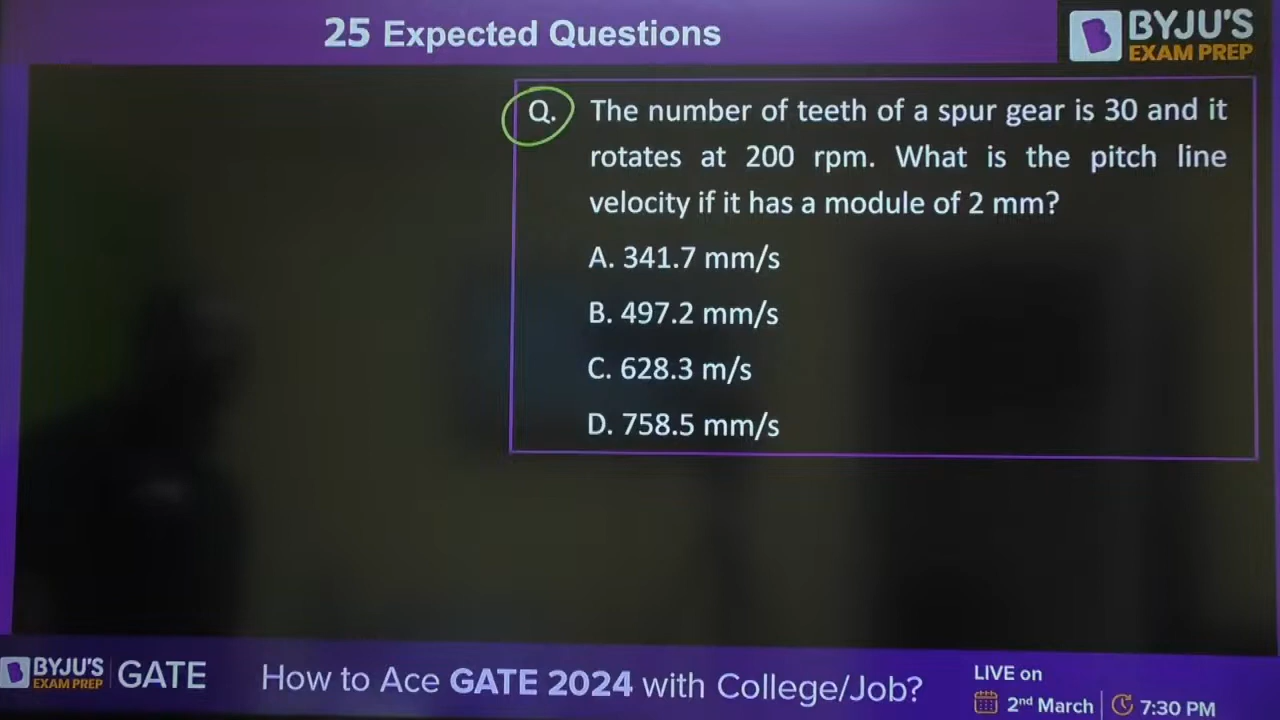 25 Expected Questions
BYJU'S
EXAM PREP
Q. The number of teeth of a spur gear is 30 and it
rotates at 200 rpm. What is the pitch line
velocity if it has a module of 2 mm?
A. 341.7 mm/s
B. 497.2 mm/s
C. 628.3 m/s
D. 758.5 mm/s
BYJU'S
EXAM PREP
GATE
How to Ace GATE 2024 with College/Job?
LIVE on
2nd March
7:30 PM